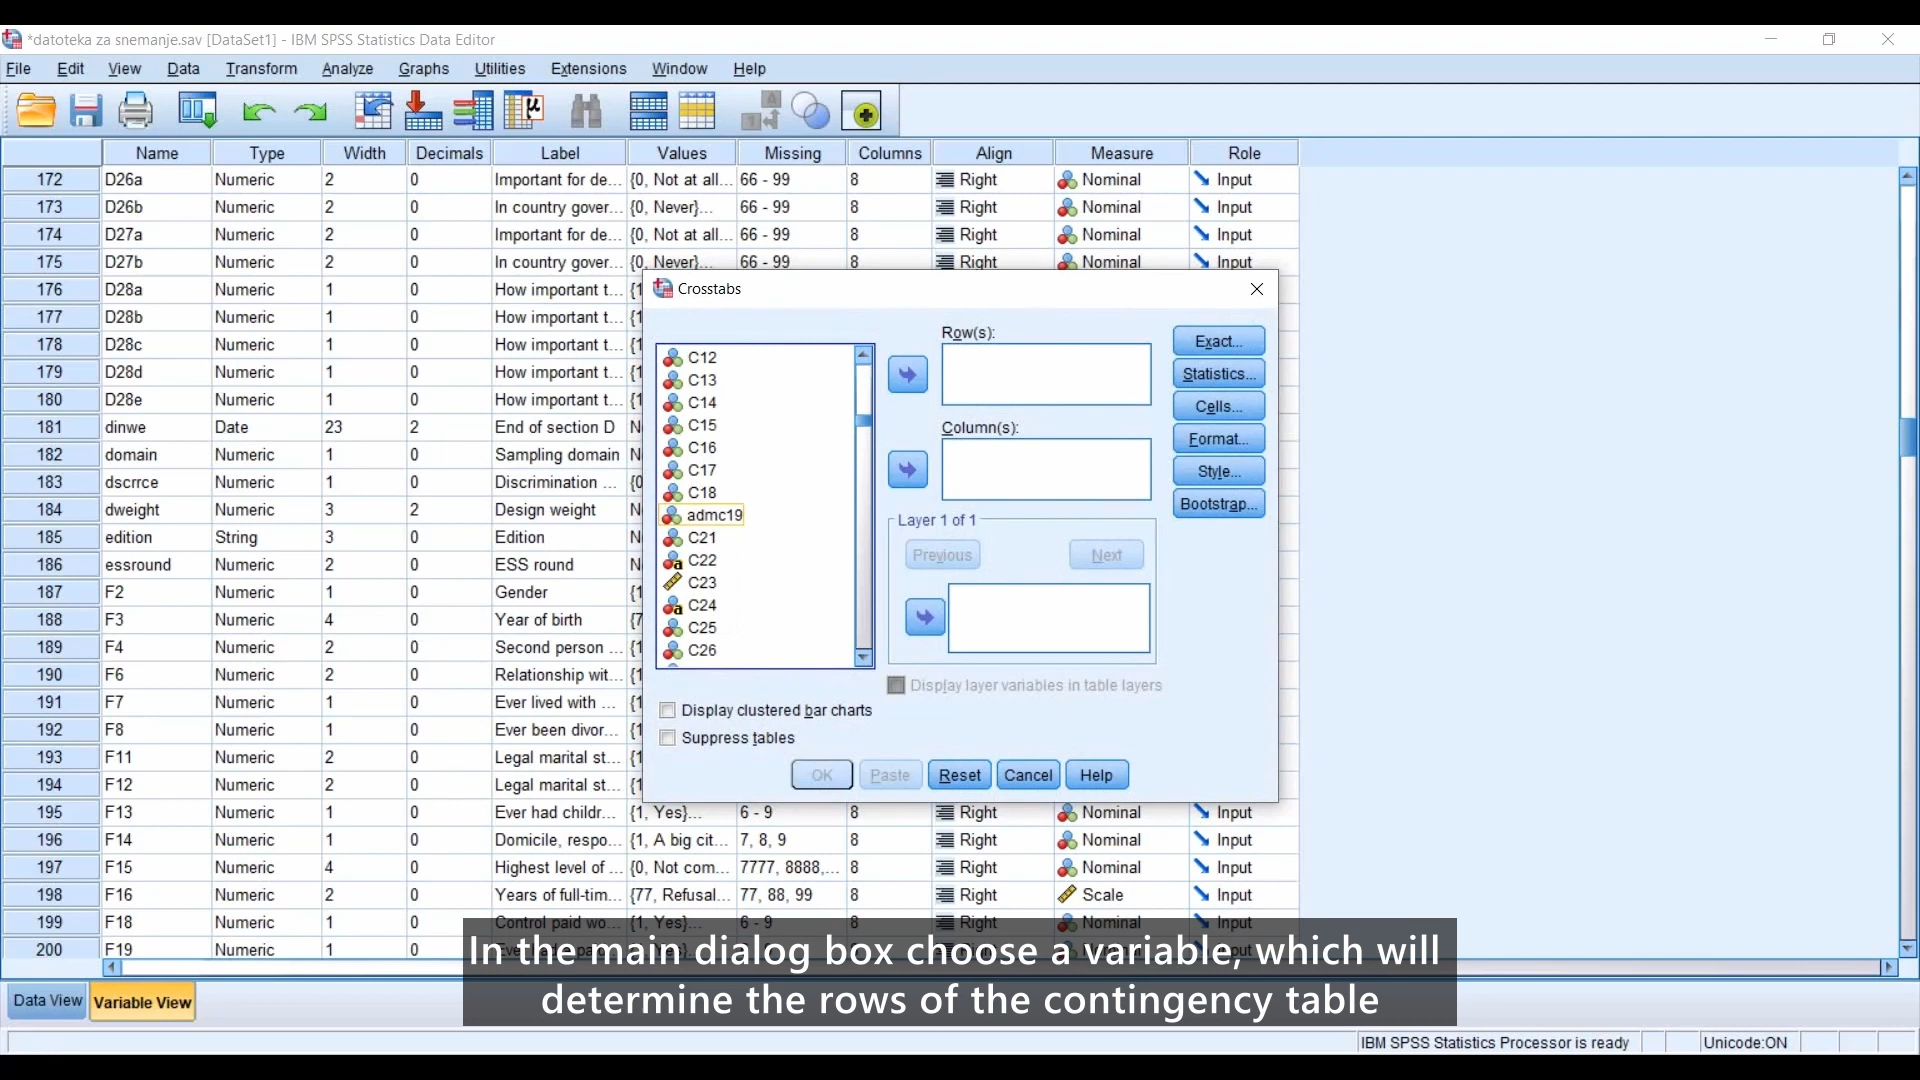 *datoteka za snemanje.sav [DataSet1] - IBM SPSS Statistics Data Editor
File Edit View Data Transform Analyze Graphs Utilities Extensions Window Help
Name Type Width Decimals Label Values Missing Columns Align Measure Role
172 D26a Numeric 2 0 Important for de... {0, Not at all... 66 - 99 8 Right Nominal Input
173 D26b Numeric 2 0 In country gover... {0, Never}... 66 - 99 8 Right Nominal Input
174 D27a Numeric 2 0 Important for de... {0, Not at all... 66 - 99 8 Right Nominal Input
175 D27b Numeric 2 0 In country gover... {0, Never}... 66 - 99 8 Right Nominal Input
176 D28a Numeric 1 0 How important t... {1
177 D28b Numeric 1 0 How important t... {1
178 D28c Numeric 1 0 How important t... {1
179 D28d Numeric 1 0 How important t... {1
180 D28e Numeric 1 0 How important t... {1
181 dinwe Date 23 2 End of section D N
182 domain Numeric 1 0 Sampling domain N
183 dscrrce Numeric 1 0 Discrimination ... {0
184 dweight Numeric 3 2 Design weight N
185 edition String 3 0 Edition N
186 essround Numeric 2 0 ESS round N
187 F2 Numeric 1 0 Gender {1
188 F3 Numeric 4 0 Year of birth {7
189 F4 Numeric 2 0 Second person ... {1
190 F6 Numeric 2 0 Relationship wit... {1
191 F7 Numeric 1 0 Ever lived with ... {1
192 F8 Numeric 1 0 Ever been divor... {1
193 F11 Numeric 2 0 Legal marital st... {1
194 F12 Numeric 2 0 Legal marital st... {1
195 F13 Numeric 1 0 Ever had childr... {1, Yes}... 6 - 9 8 Right Nominal Input
196 F14 Numeric 1 0 Domicile, respo... {1, A big cit... 7, 8, 9 8 Right Nominal Input
197 F15 Numeric 4 0 Highest level of ... {0, Not com... 7777, 8888,... 8 Right Nominal Input
198 F16 Numeric 2 0 Years of full-tim... {77, Refusal... 77, 88, 99 8 Right Scale Input
199 F18 Numeric 1 0 Control paid wo... {1, Yes}... 6 - 9 8 Right Nominal Input
200 F19 Numeric 1 0
Crosstabs
C12
C13
C14
C15
C16
C17
C18
admc19
C21
C22
C23
C24
C25
C26
Row(s):
Column(s):
Layer 1 of 1
Previous Next
Display layer variables in table layers
Exact...
Statistics...
Cells...
Format...
Style...
Bootstrap...
Display clustered bar charts
Suppress tables
OK Paste Reset Cancel Help
In the main dialog box choose a variable, which will
determine the rows of the contingency table
Data View Variable View
IBM SPSS Statistics Processor is ready Unicode:ON